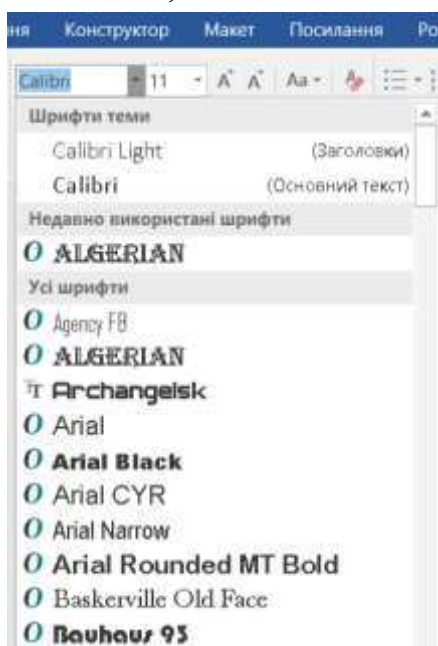 ня Конструктор Макет Посилання Ро
Calibri 11 A A Aa
Шрифти теми
Calibri Light (Заголовки)
Calibri (Основний текст)
Недавно використані шрифти
O ALGERIAN
Усі шрифти
O Agency FB
O ALGERIAN
Tr Archangelsk
O Arial
O Arial Black
O Arial CYR
O Arial Narrow
O Arial Rounded MT Bold
O Baskerville Old Face
O Bauhaus 93